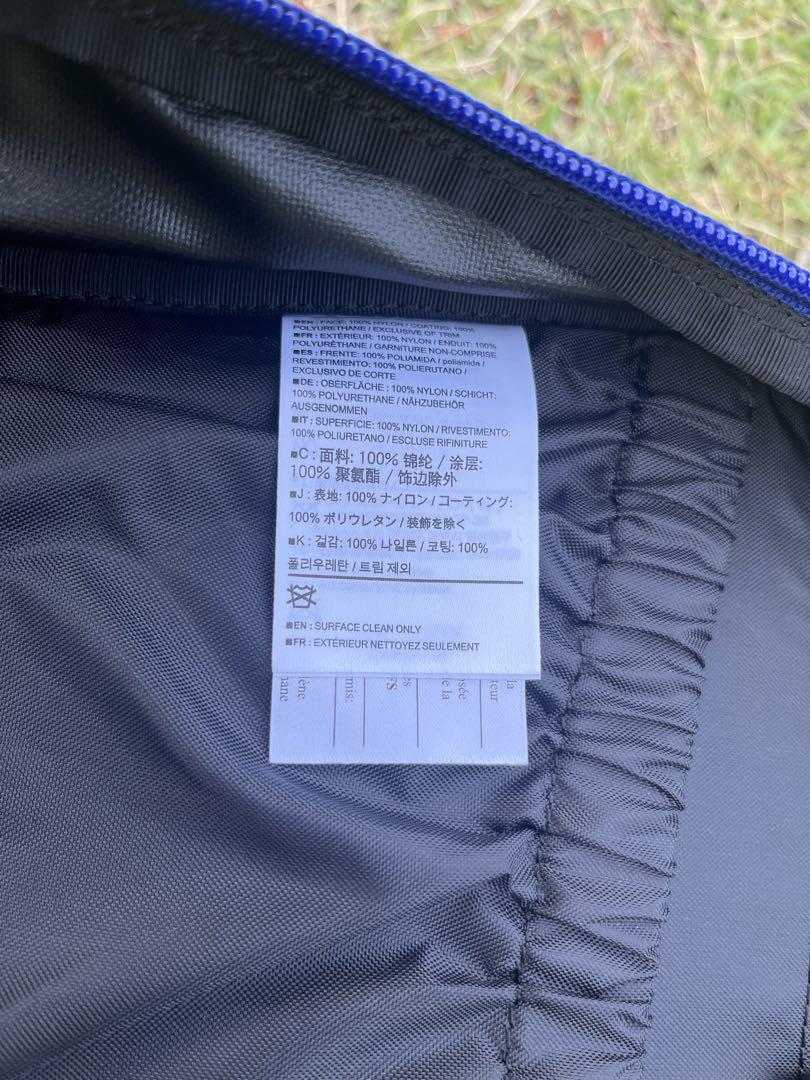 ■EN : FACE: 100% NYLON / COATING: 100%
POLYURETHANE / EXCLUSIVE OF TRIM
■FR : EXTÉRIEUR: 100% NYLON / ENDUIT: 100%
POLYURÉTHANE / GARNITURE NON-COMPRISE
■ES : FRENTE: 100% POLIAMIDA / poliamida /
REVESTIMIENTO: 100% POLIERUTANO /
EXCLUSIVO DE CORTE
■DE : OBERFLÄCHE : 100% NYLON / SCHICHT:
100% POLYURETHANE / NÄHZUBEHÖR
AUSGENOMMEN
■IT : SUPERFICIE: 100% NYLON / RIVESTIMENTO:
100% POLIURETANO / ESCLUSE RIFINITURE
■C : 面料: 100% 锦纶 / 涂层:
100% 聚氨酯 / 饰边除外
■J : 表地: 100% ナイロン / コーティング:
100% ポリウレタン / 装飾を除く
■K : 겉감: 100% 나일론 / 코팅: 100%
폴리우레탄 / 트림 제외
■EN : SURFACE CLEAN ONLY
■FR : EXTÉRIEUR NETTOYEZ SEULEMENT